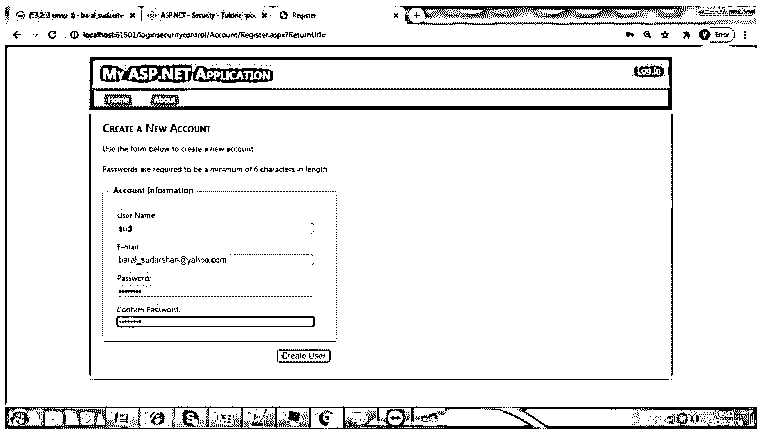 ASP.NET - Security - Tutorialspoi
Register
localhost:61501/loginsecuritycontrol/Account/Register.aspx?ReturnUrl=
Error
My ASP.NET Application
Log In
Home About
Create a New Account
Use the form below to create a new account.
Passwords are required to be a minimum of 6 characters in length.
Account Information
User Name:
sud
E-mail:
baral_sudarshan@yahoo.com
Password:
Confirm Password:
Create User